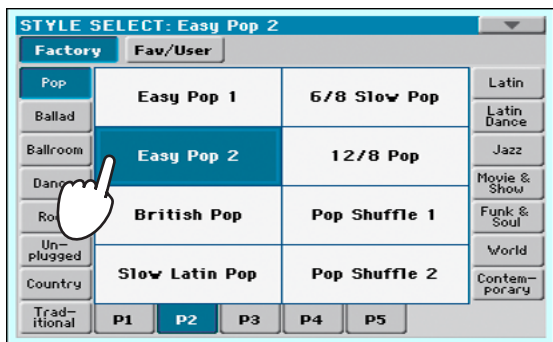 STYLE SELECT: Easy Pop 2
Factory Fav/User
Pop
Ballad
Ballroom
Un-
plugged
Country
Trad-
itional
Easy Pop 1
6/8 Slow Pop
Easy Pop 2
12/8 Pop
British Pop
Pop Shuffle 1
Slow Latin Pop
Pop Shuffle 2
Latin
Latin
Dance
Jazz
Movie &
Show
Funk &
Soul
World
Contem-
porary
P1 P2 P3 P4 P5